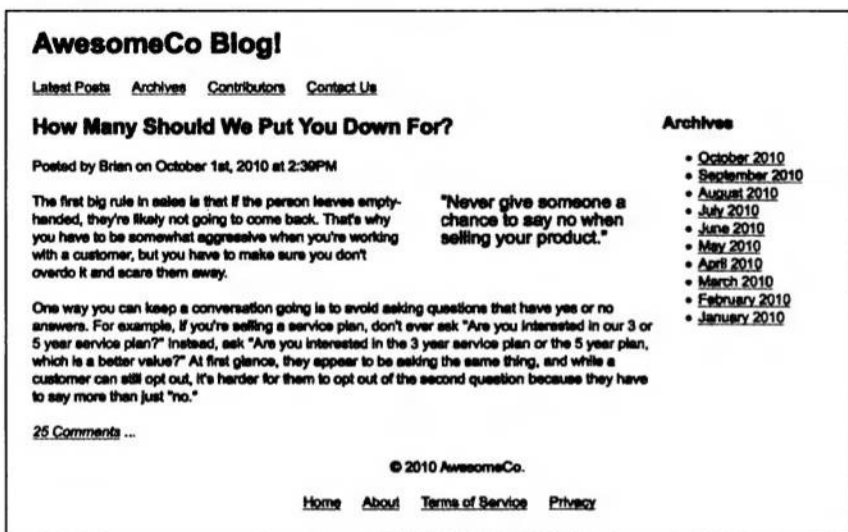 AwesomeCo Blog!
Latest Posts Archives Contributors Contact Us
How Many Should We Put You Down For?
Posted by Brian on October 1st, 2010 at 2:39PM
The first big rule in sales is that if the person leaves empty-
handed, they're likely not going to come back. That's why
you have to be somewhat aggressive when you're working
with a customer, but you have to make sure you don't
overdo it and scare them away.
"Never give someone a
chance to say no when
selling your product."
One way you can keep a conversation going is to avoid asking questions that have yes or no
answers. For example, if you're selling a service plan, don't ever ask "Are you interested in our 3 or
5 year service plan?" Instead, ask "Are you interested in the 3 year service plan or the 5 year plan,
which is a better value?" At first glance, they appear to be asking the same thing, and while a
customer can still opt out, it's harder for them to opt out of the second question because they have
to say more than just "no."
25 Comments ...
Archives
• October 2010
• September 2010
• August 2010
• July 2010
• June 2010
• May 2010
• April 2010
• March 2010
• February 2010
• January 2010
© 2010 AwesomeCo.
Home About Terms of Service Privacy